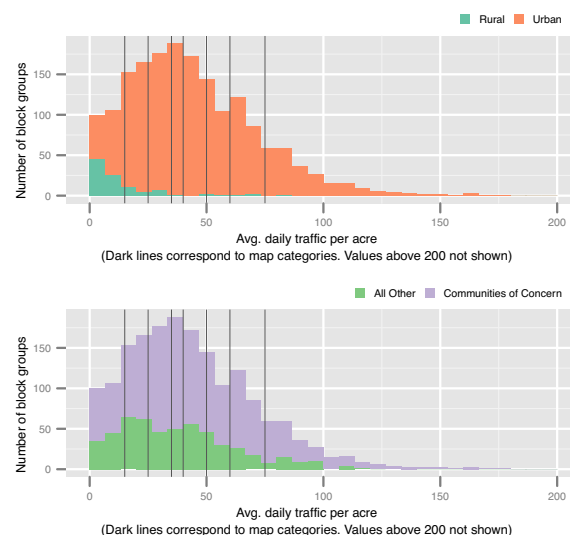 Rural Urban
Number of block groups
150
100
50
0
0 50 100 150 200
Avg. daily traffic per acre
(Dark lines correspond to map categories. Values above 200 not shown)
All Other Communities of Concern
Number of block groups
150
100
50
0
0 50 100 150 200
Avg. daily traffic per acre
(Dark lines correspond to map categories. Values above 200 not shown)